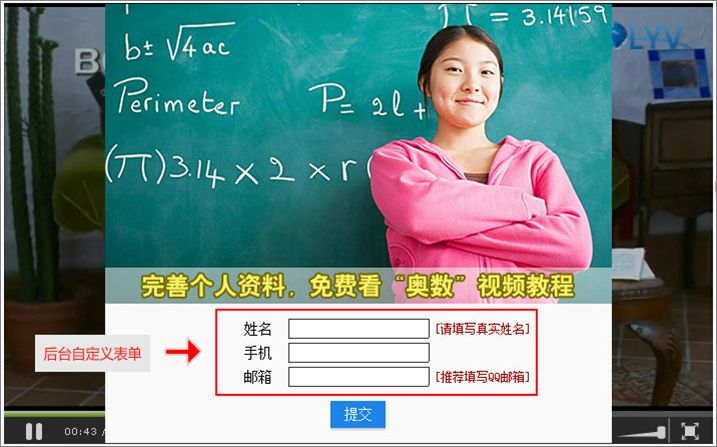 3.14159
b± √4ac
BO
OLYV
Perimeter P= 2l +
(π)3.14 × 2 × r (
完善个人资料，免费看“奥数”视频教程
姓名 [请填写真实姓名]
后台自定义表单
手机
邮箱 [推荐填写QQ邮箱]
提交
00:43 /